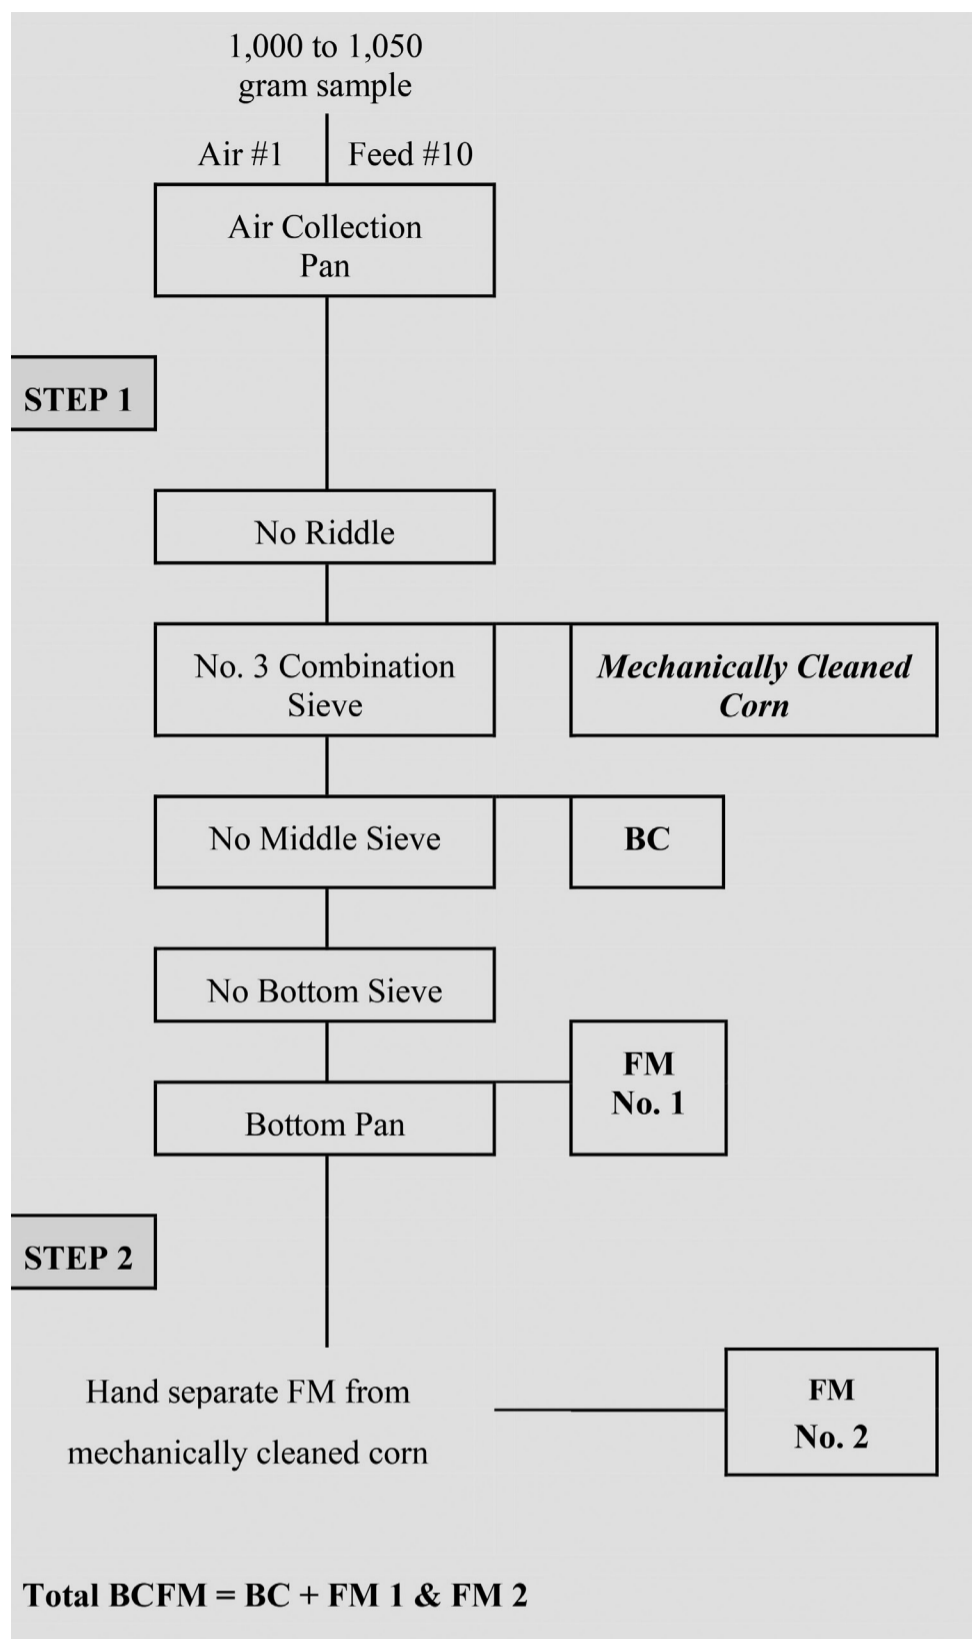 1,000 to 1,050
gram sample
Air #1
Feed #10
Air Collection
Pan
STEP 1
No Riddle
No. 3 Combination
Sieve
Mechanically Cleaned
Corn
No Middle Sieve
BC
No Bottom Sieve
FM
No. 1
Bottom Pan
STEP 2
Hand separate FM from
mechanically cleaned corn
FM
No. 2
Total BCFM = BC + FM 1 & FM 2